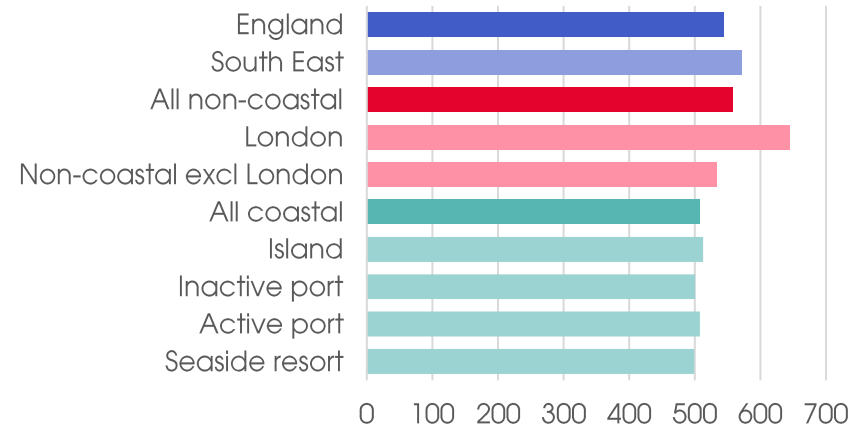 England
South East
All non-coastal
London
Non-coastal excl London
All coastal
Island
Inactive port
Active port
Seaside resort
0 100 200 300 400 500 600 700